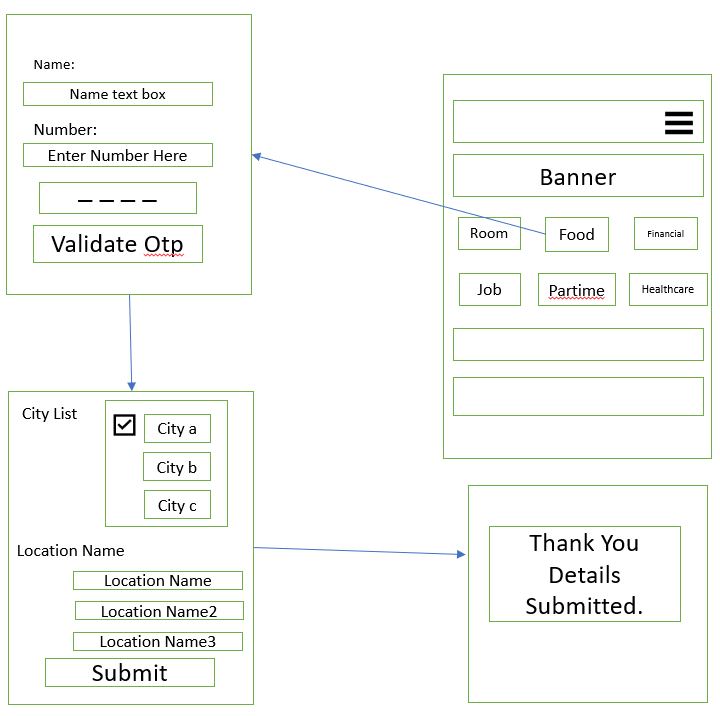 Name:
Name text box
Number:
Enter Number Here
– – – –
Validate Otp
Banner
Room
Food
Financial
Job
Partime
Healthcare
City List
City a
City b
City c
Location Name
Location Name
Location Name2
Location Name3
Submit
Thank You
Details
Submitted.